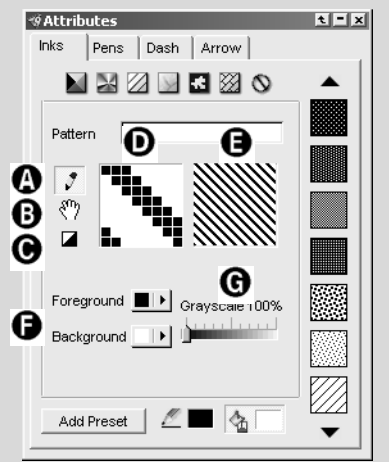 Attributes
Inks Pens Dash Arrow
Pattern
D E
A
B
C
G
Foreground Grayscale 100%
F
Background
Add Preset